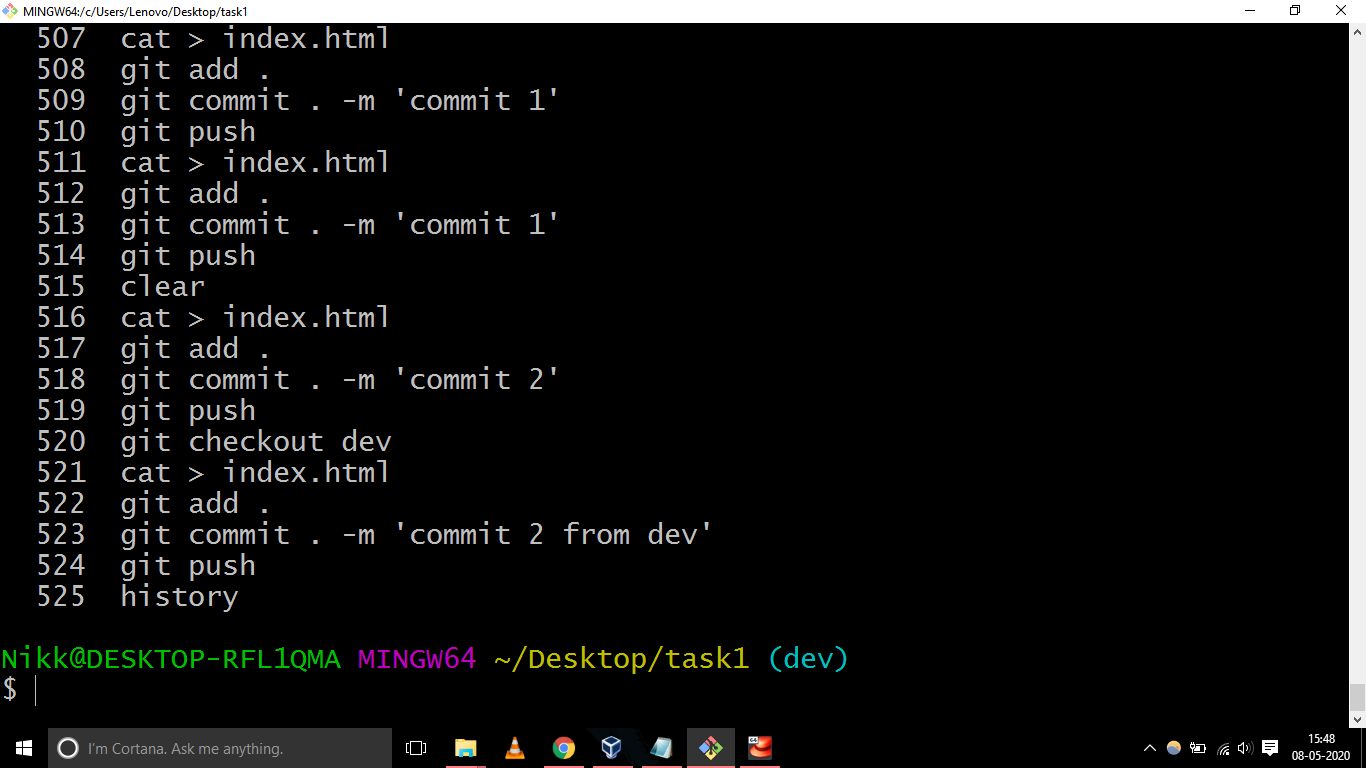 MINGW64:/c/Users/Lenovo/Desktop/task1
507 cat > index.html
508 git add .
509 git commit . -m 'commit 1'
510 git push
511 cat > index.html
512 git add .
513 git commit . -m 'commit 1'
514 git push
515 clear
516 cat > index.html
517 git add .
518 git commit . -m 'commit 2'
519 git push
520 git checkout dev
521 cat > index.html
522 git add .
523 git commit . -m 'commit 2 from dev'
524 git push
525 history
Nikk@DESKTOP-RFL1QMA MINGW64 ~/Desktop/task1 (dev)
$
I'm Cortana. Ask me anything.
64
15:48
08-05-2020